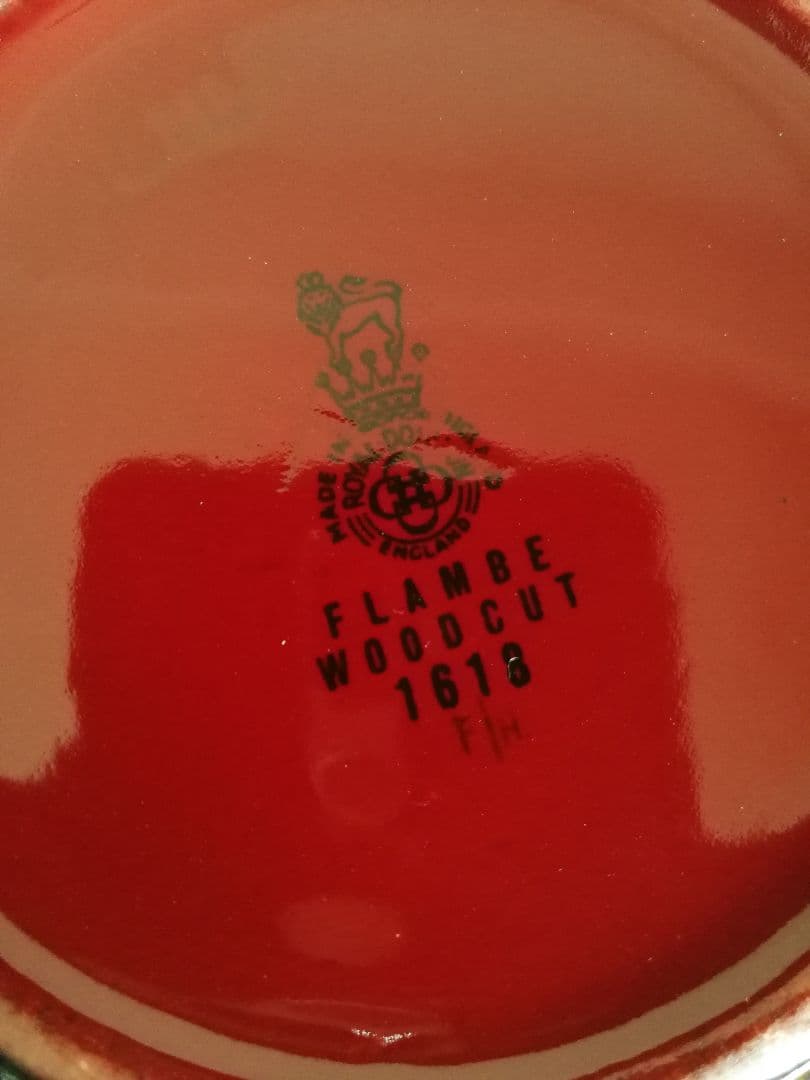 MADE IN
ROYAL DOULTON
ENGLAND
FLAMBE
WOODCUT
1618
F/H